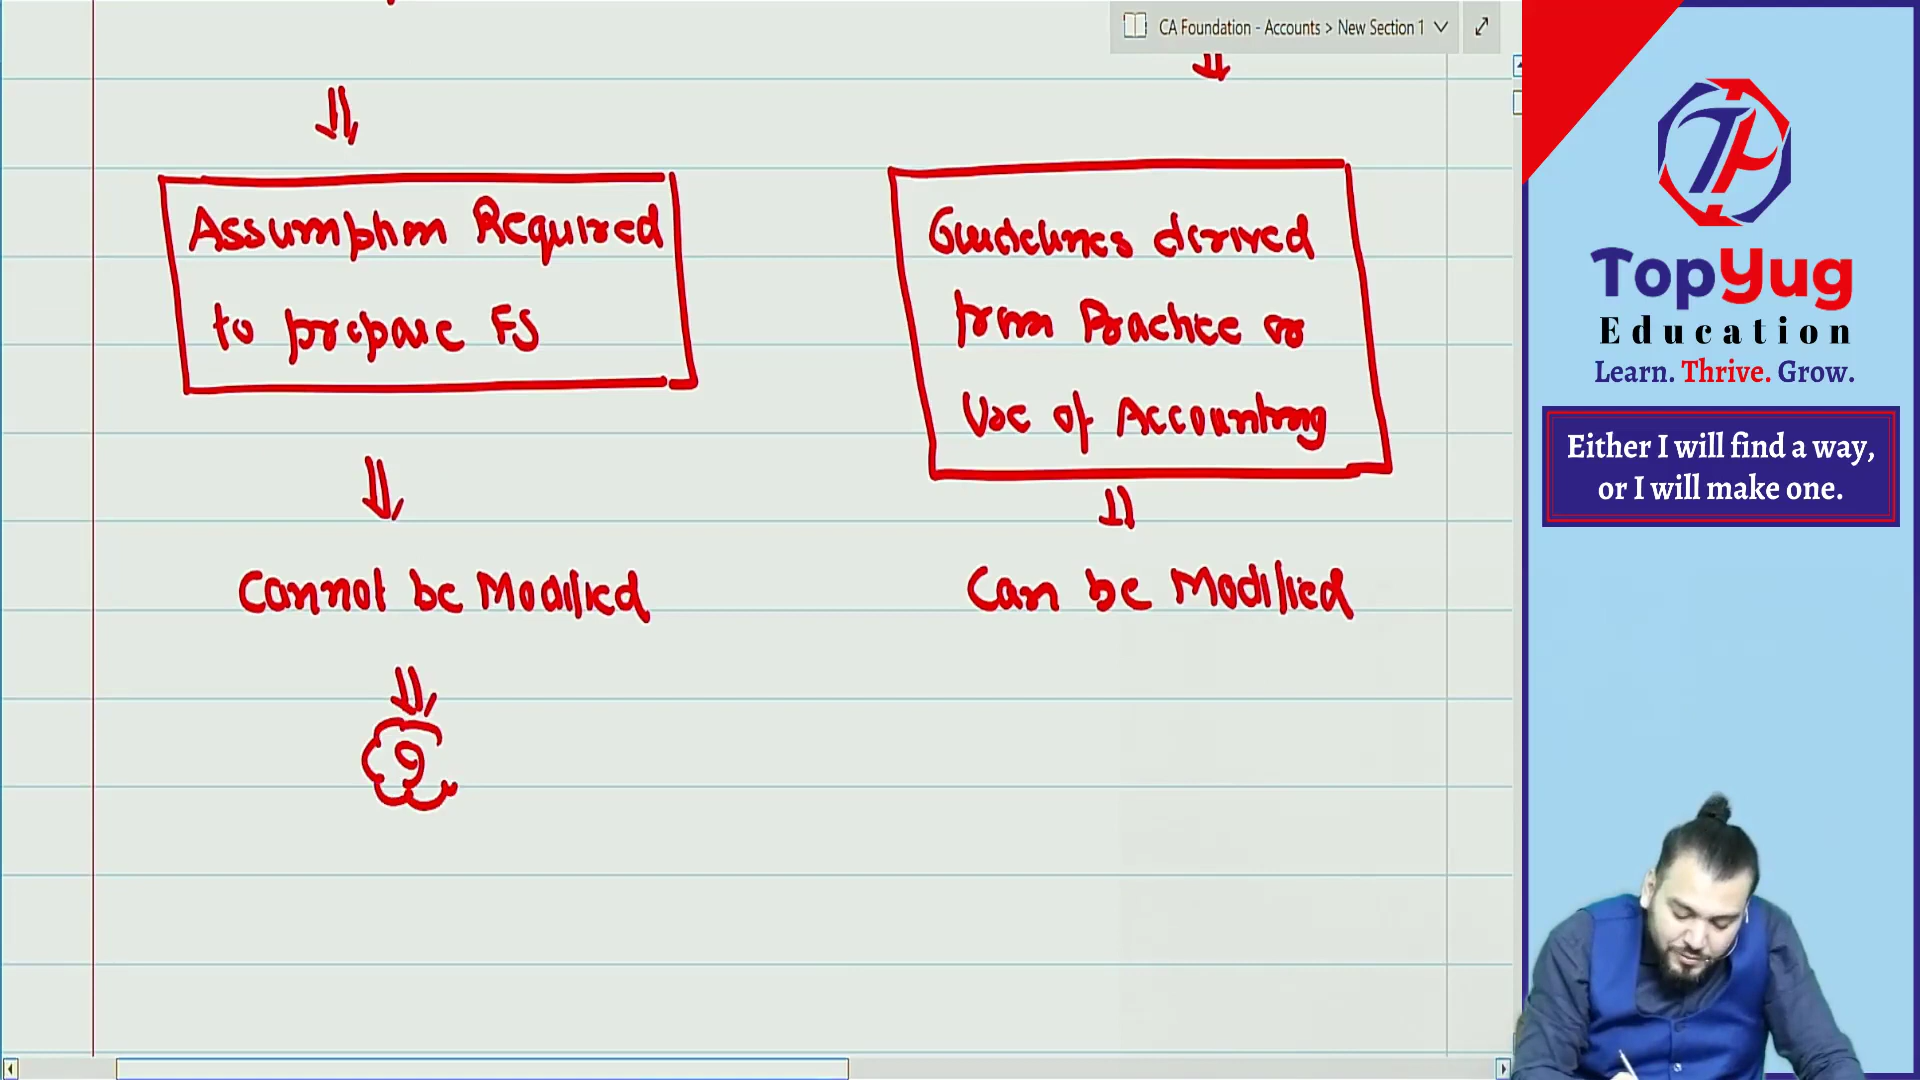 CA Foundation - Accounts > New Section 1
Assumption Required
to prepare FS
Cannot be Modified
9
Guidelines derived
from Practice or
Use of Accounting
Can be Modified
TopYug
Education
Learn. Thrive. Grow.
Either I will find a way,
or I will make one.